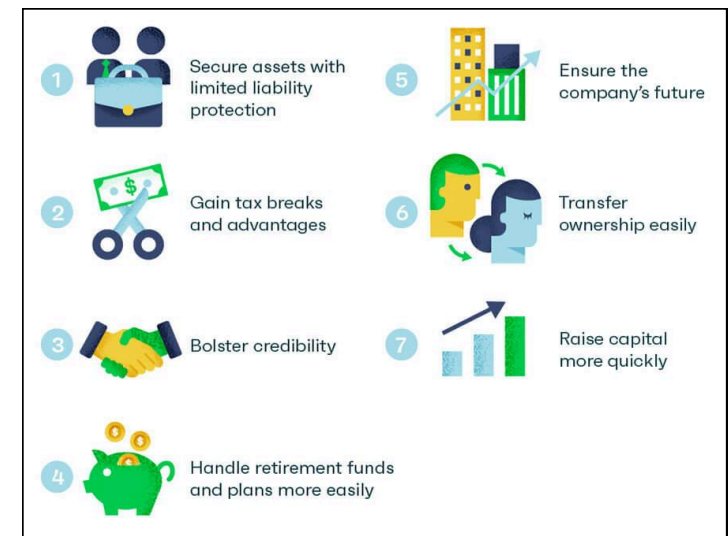 1
Secure assets with
limited liability
protection
2
$
Gain tax breaks
and advantages
3
Bolster credibility
4
$
$
$
Handle retirement funds
and plans more easily
5
Ensure the
company's future
6
Transfer
ownership easily
7
Raise capital
more quickly